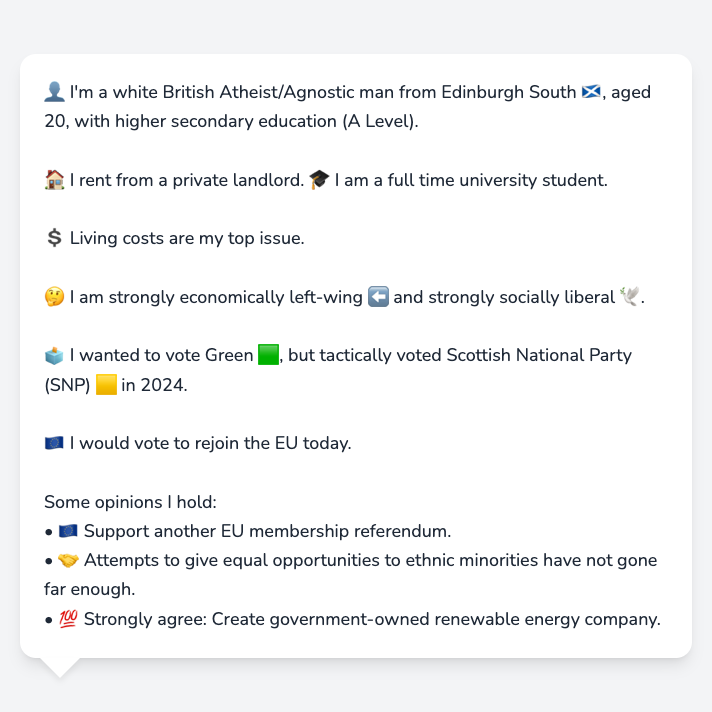 👤 I'm a white British Atheist/Agnostic man from Edinburgh South 🏴󠁧󠁢󠁳󠁣󠁴󠁿, aged
20, with higher secondary education (A Level).
🏠 I rent from a private landlord. 🎓 I am a full time university student.
💲 Living costs are my top issue.
🤔 I am strongly economically left-wing ⬅️ and strongly socially liberal 🕊️.
🗳️ I wanted to vote Green 🟩, but tactically voted Scottish National Party
(SNP) 🟨 in 2024.
🇪🇺 I would vote to rejoin the EU today.
Some opinions I hold:
• 🇪🇺 Support another EU membership referendum.
• 🤝 Attempts to give equal opportunities to ethnic minorities have not gone
far enough.
• 💯 Strongly agree: Create government-owned renewable energy company.